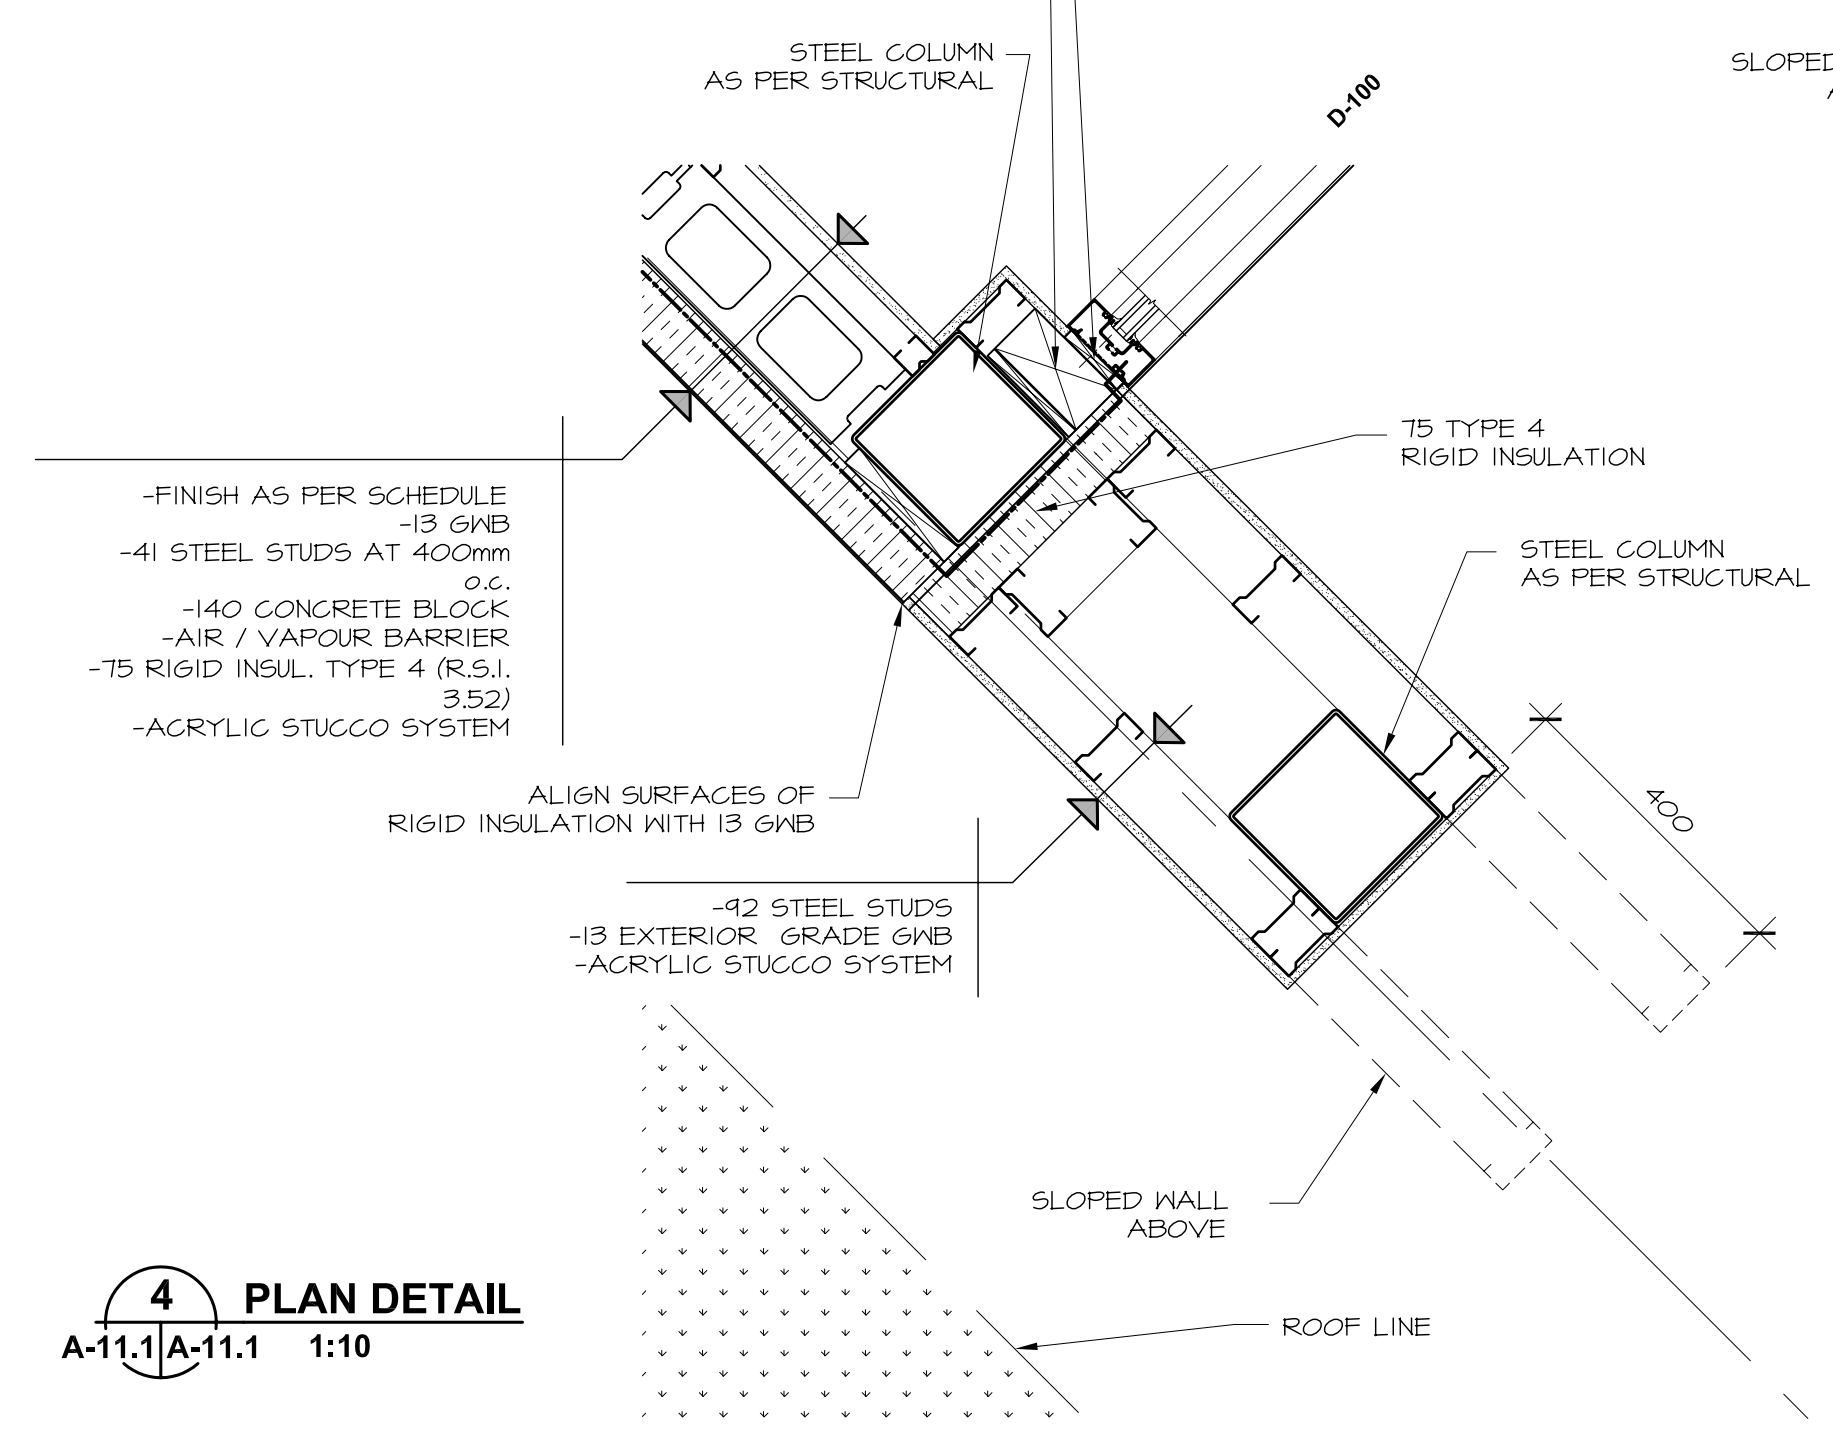 STEEL COLUMN
AS PER STRUCTURAL
D-100
SLOPED
75 TYPE 4
RIGID INSULATION
-FINISH AS PER SCHEDULE
-13 GWB
-41 STEEL STUDS AT 400mm
O.C.
-140 CONCRETE BLOCK
-AIR / VAPOUR BARRIER
-75 RIGID INSUL. TYPE 4 (R.S.I.
3.52)
-ACRYLIC STUCCO SYSTEM
STEEL COLUMN
AS PER STRUCTURAL
ALIGN SURFACES OF
RIGID INSULATION WITH 13 GWB
400
-92 STEEL STUDS
-13 EXTERIOR  GRADE GWB
-ACRYLIC STUCCO SYSTEM
SLOPED WALL
ABOVE
ROOF LINE
4
PLAN DETAIL
A-11.1 A-11.1
1:10